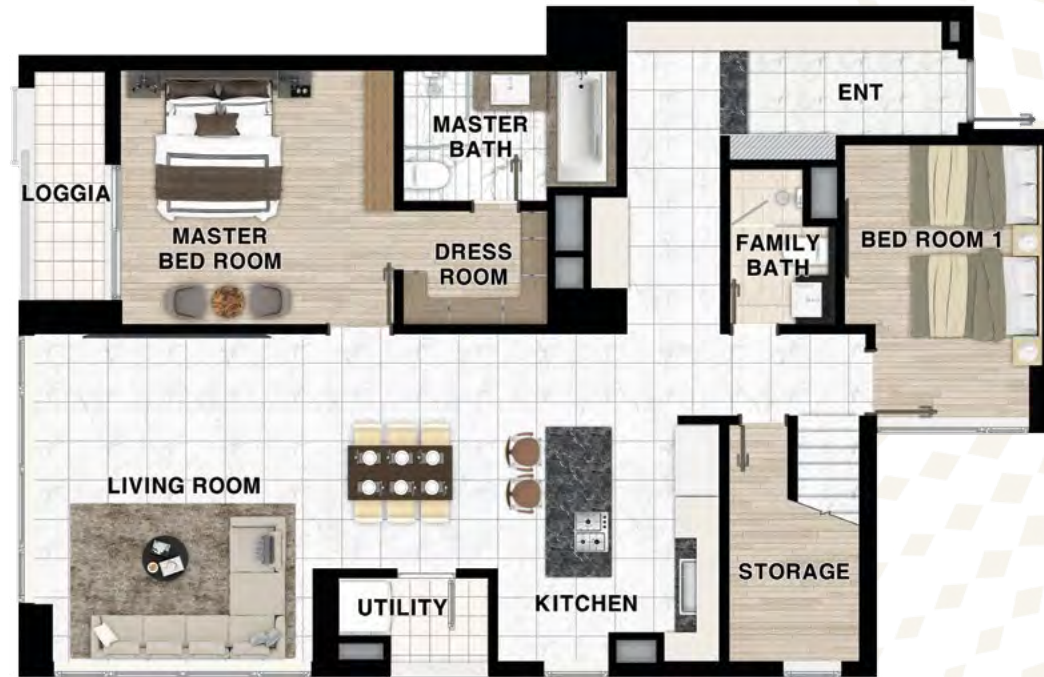 ENT
MASTER
BATH
LOGGIA
MASTER
BED ROOM
DRESS
ROOM
FAMILY
BATH
BED ROOM 1
LIVING ROOM
STORAGE
UTILITY
KITCHEN